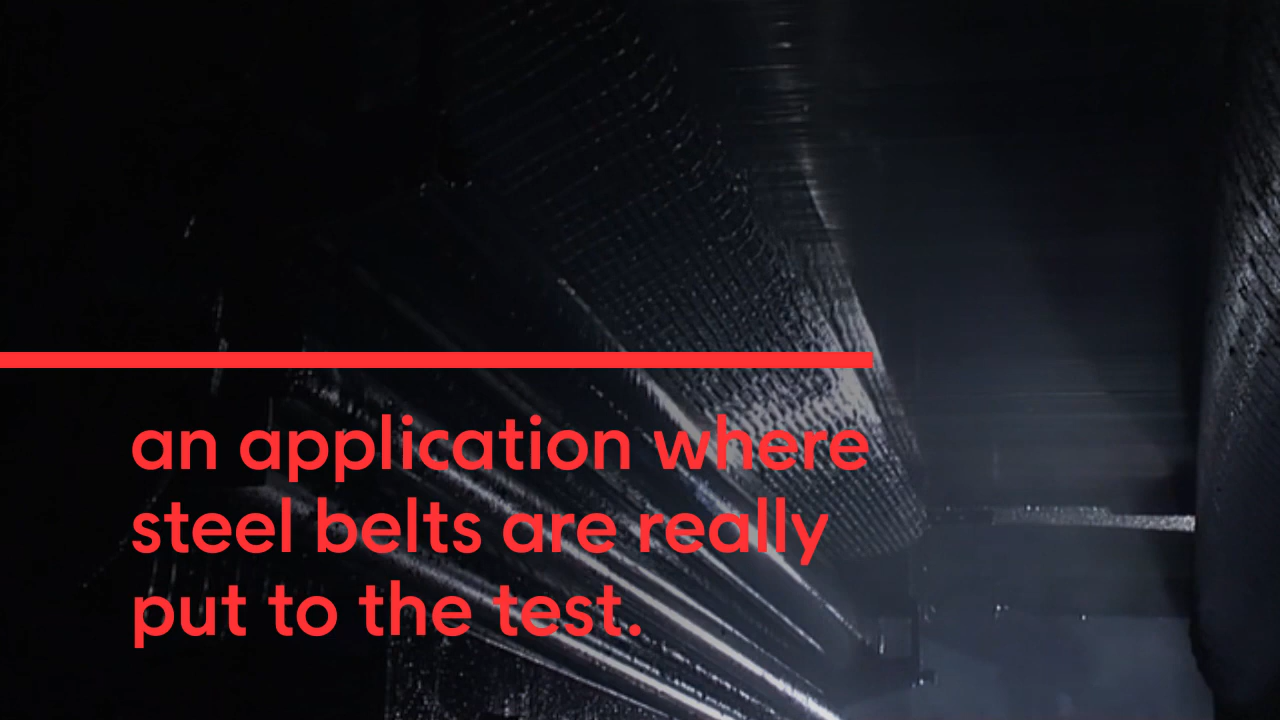 an application where
steel belts are really
put to the test.